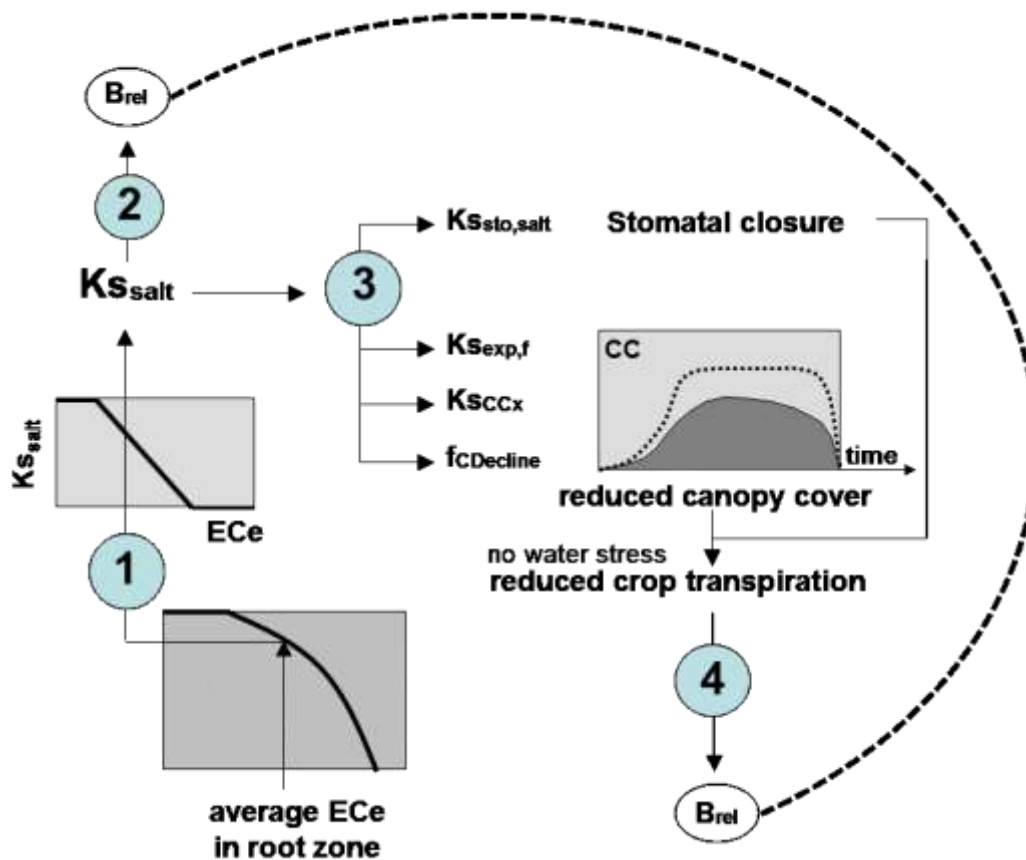 Brel
2
Kssto,salt
Stomatal closure
Kssalt
3
Ksexp,f
CC
KsCCx
Kssalt
fCDecline
time
reduced canopy cover
ECe
1
no water stress
reduced crop transpiration
4
average ECe
in root zone
Brel